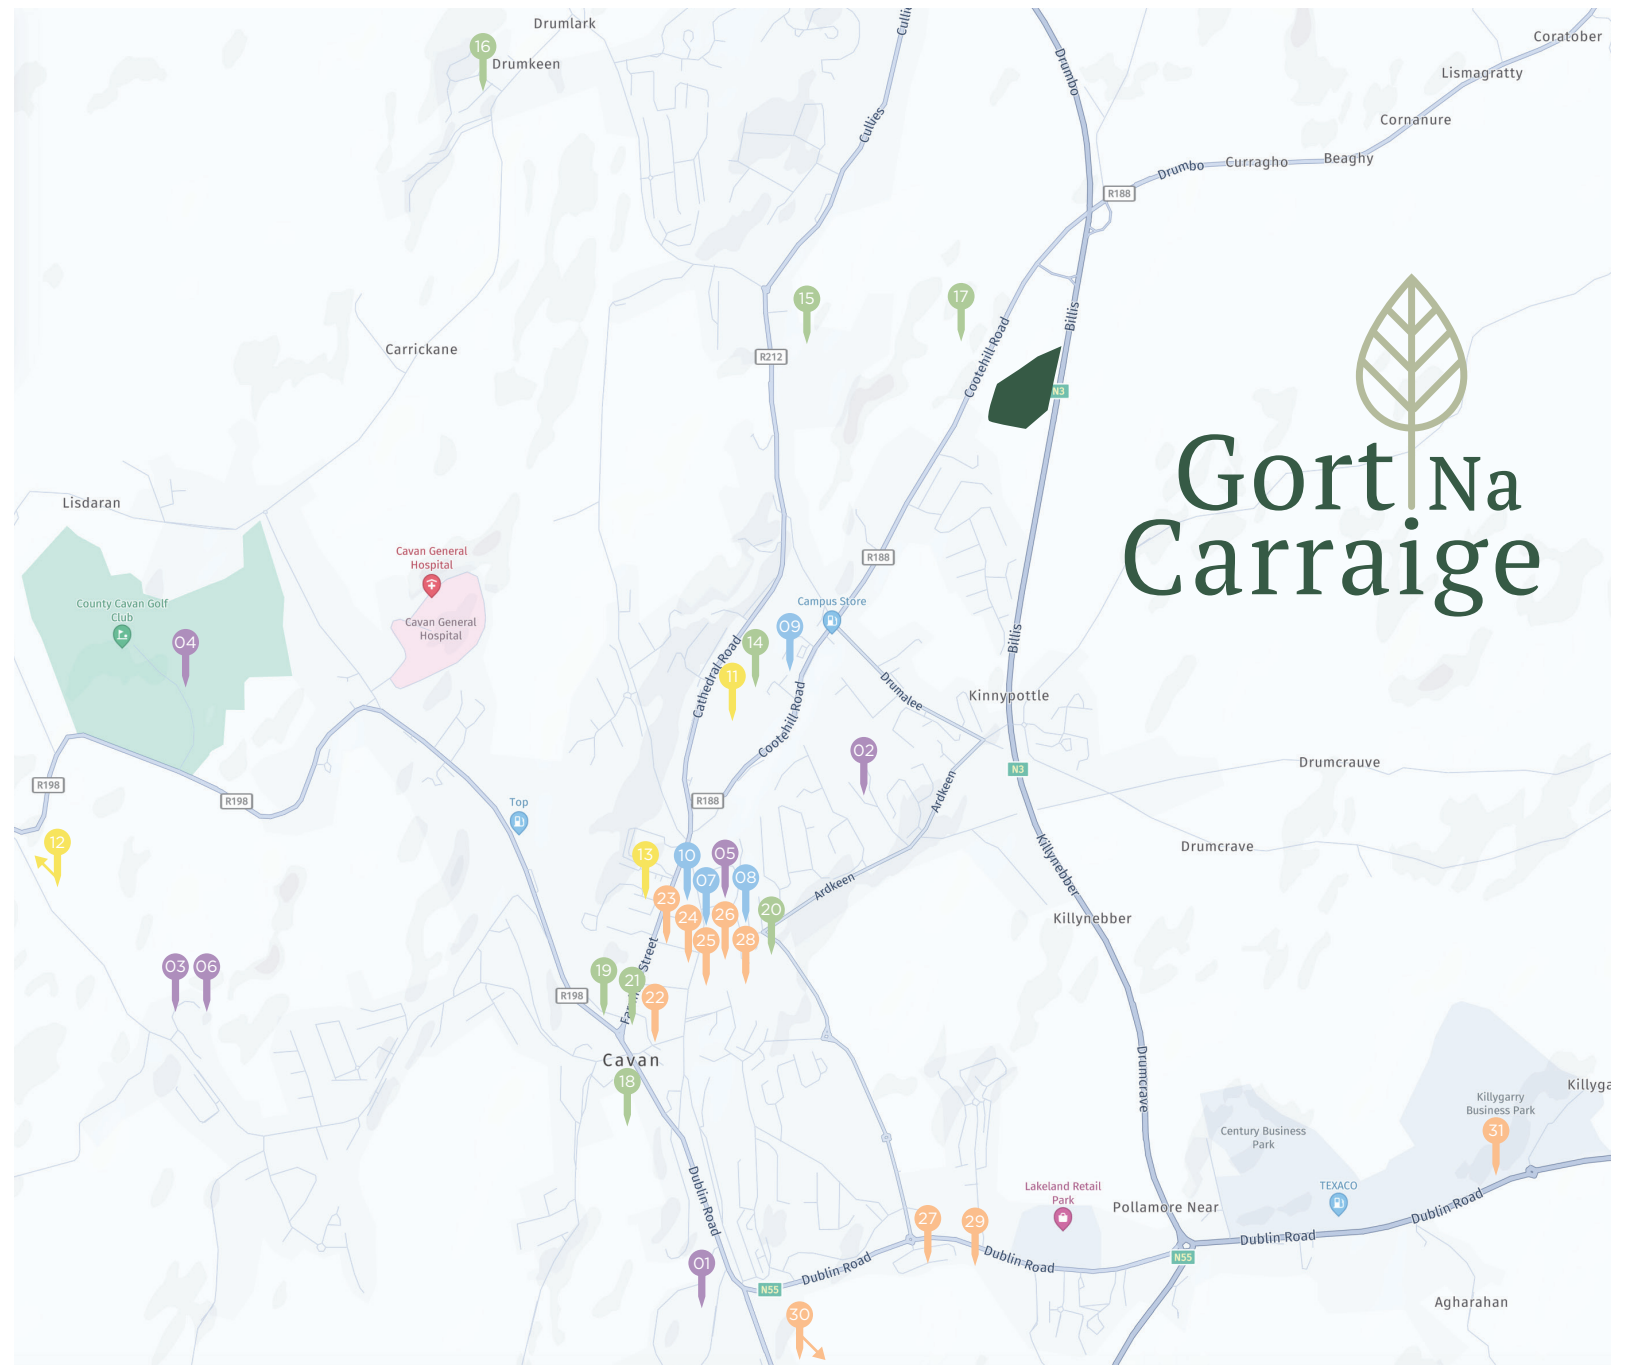 Drumlark
Cullies
Drumbo
Coratober
16
Drumkeen
Lismagratty
Cullies
Cornanure
Drumbo
Curragho
Beaghy
R188
15
17
Billis
Carrickane
R212
Cootehill Road
N3
Gort Na
Carraige
Lisdaran
Cavan General
Hospital
R188
County Cavan Golf
Club
Campus Store
Cavan General
Hospital
04
14
09
Billis
11
Cathedral Road
Drumalee
Kinnypottle
Cootehill Road
02
Drumcrauve
N3
R198
R198
Top
R188
Ardkeen
12
13
10
05
07
08
Drumcrave
Killynebber
Ardkeen
23
24
26
20
25
28
Killynebber
03
06
19
21
Street
22
R198
Cavan
18
Drumcrave
Killyga
Killygarry
Business Park
31
Century Business
Park
Dublin Road
Lakeland Retail
Park
TEXACO
Pollamore Near
27
29
Dublin Road
Dublin Road
Dublin Road
N55
01
Dublin Road
N55
30
Agharahan